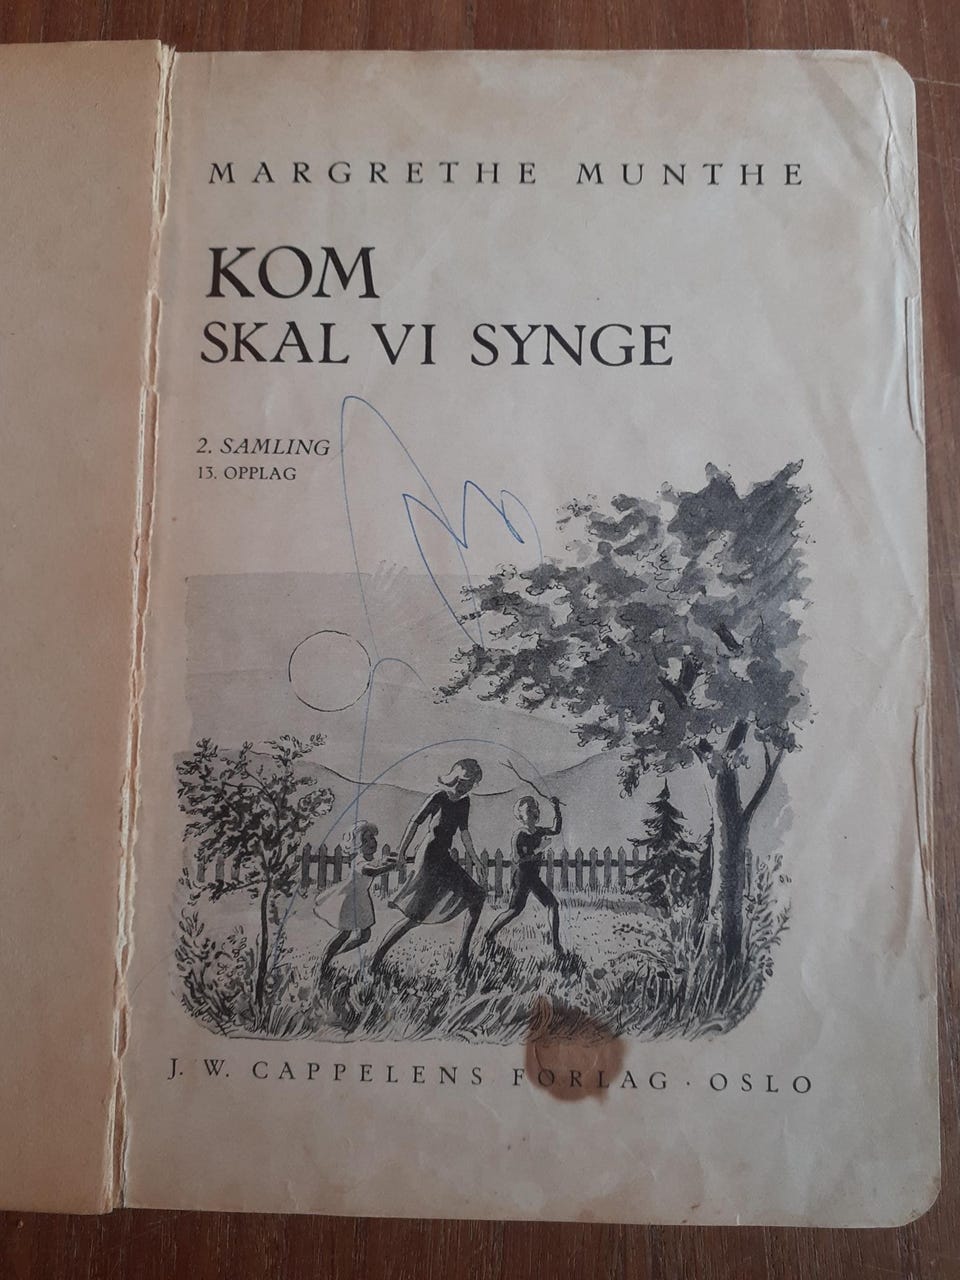 MARGRETHE MUNTHE
KOM
SKAL VI SYNGE
2. SAMLING
13. OPPLAG
J. W. CAPPELENS FORLAG · OSLO